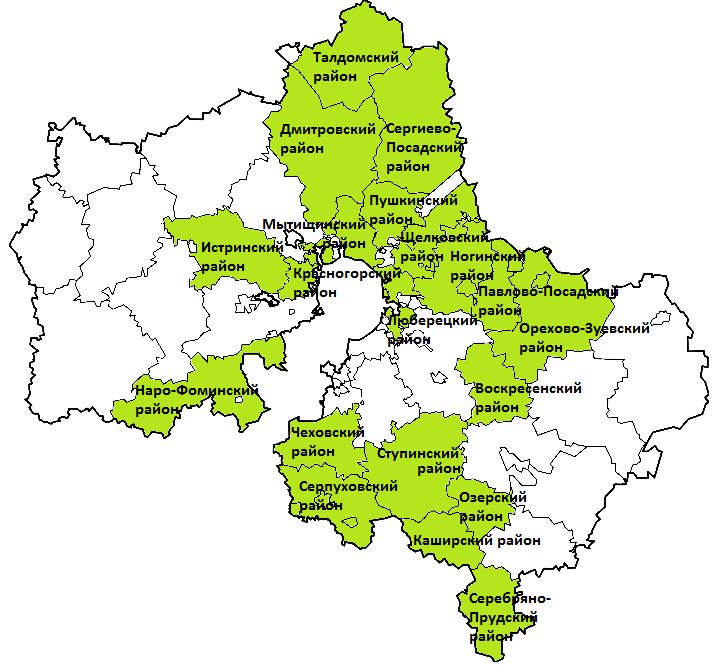 Талдомский
район
Дмитровский
район
Сергиево-
Посадский
район
Пушкинский
район
Мытищинский
район
Щелковский
район
Истринский
район
Ногинский
район
Красногорский
район
Павлово-Посадский
район
Люберецкий
район
Орехово-Зуевский
район
Наро-Фоминский
район
Воскресенский
район
Чеховский
район
Ступинский
район
Серпуховский
район
Озерский
район
Каширский район
Серебряно-
Прудский
район